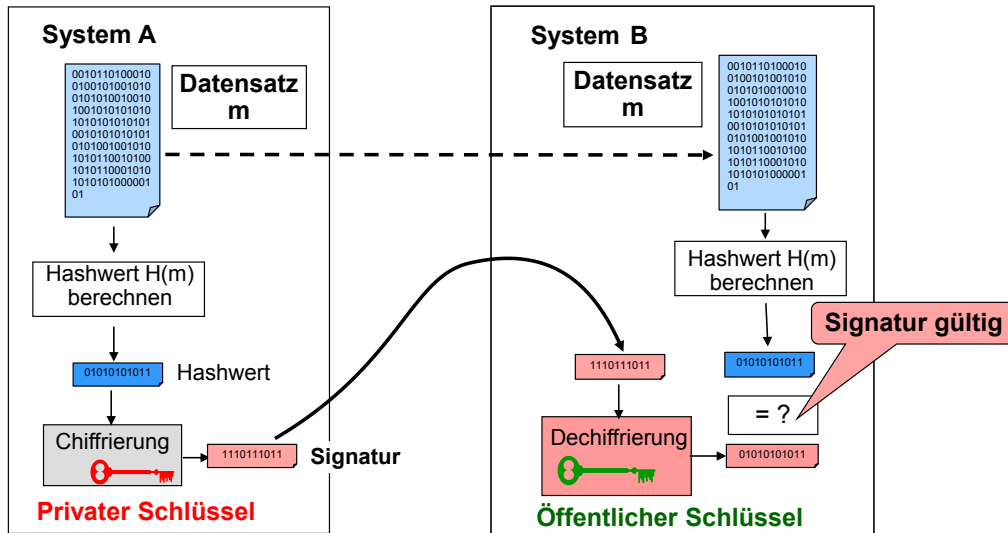 System A
0010110100010
0100101001010
0101010010010
1001010101010
1010101010101
0010101010101
0101001001010
1010110010100
1010110001010
1010101000001
01
Datensatz
m
Hashwert H(m)
berechnen
01010101011
Hashwert
Chiffrierung
1110111011
Signatur
Privater Schlüssel
System B
Datensatz
m
0010110100010
0100101001010
0101010010010
1001010101010
1010101010101
0010101010101
0101001001010
1010110010100
1010110001010
1010101000001
01
Hashwert H(m)
berechnen
Signatur gültig
1110111011
01010101011
= ?
Dechiffrierung
01010101011
Öffentlicher Schlüssel